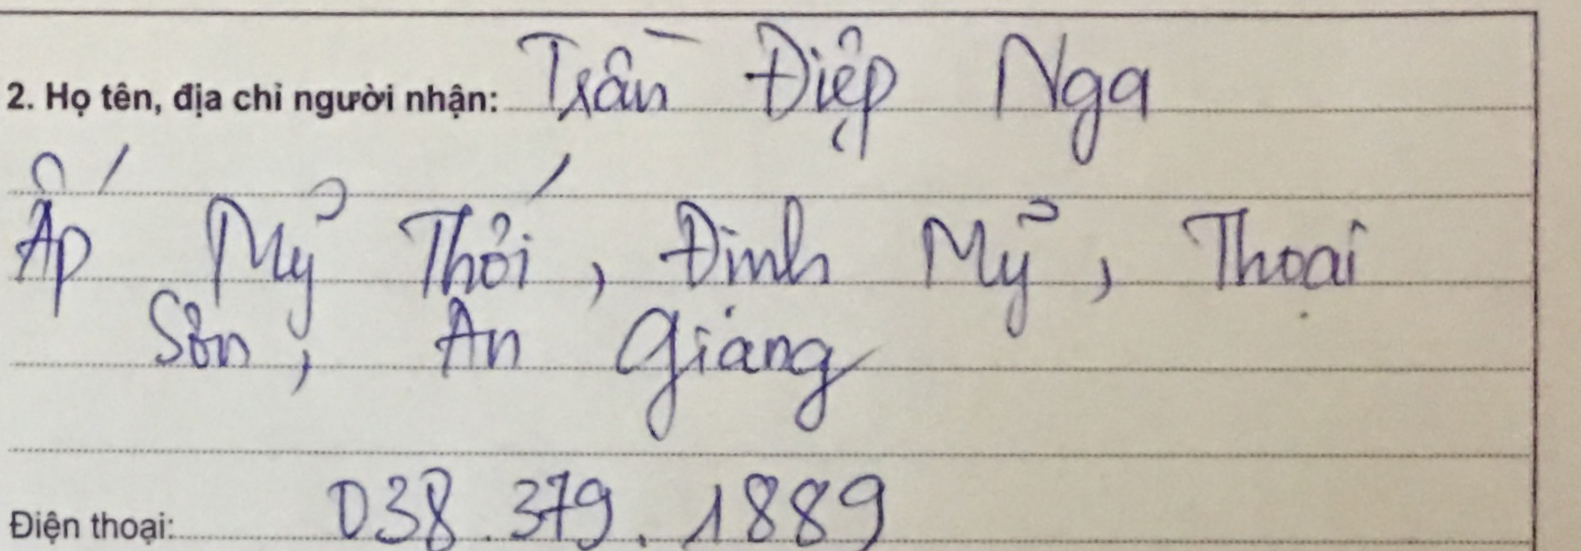 2. Họ tên, địa chỉ người nhận: Trần Điệp Nga
Ấp Mỹ Thới, Định Mỹ, Thoại
Sơn, An Giang
Điện thoại: 038.379.1889